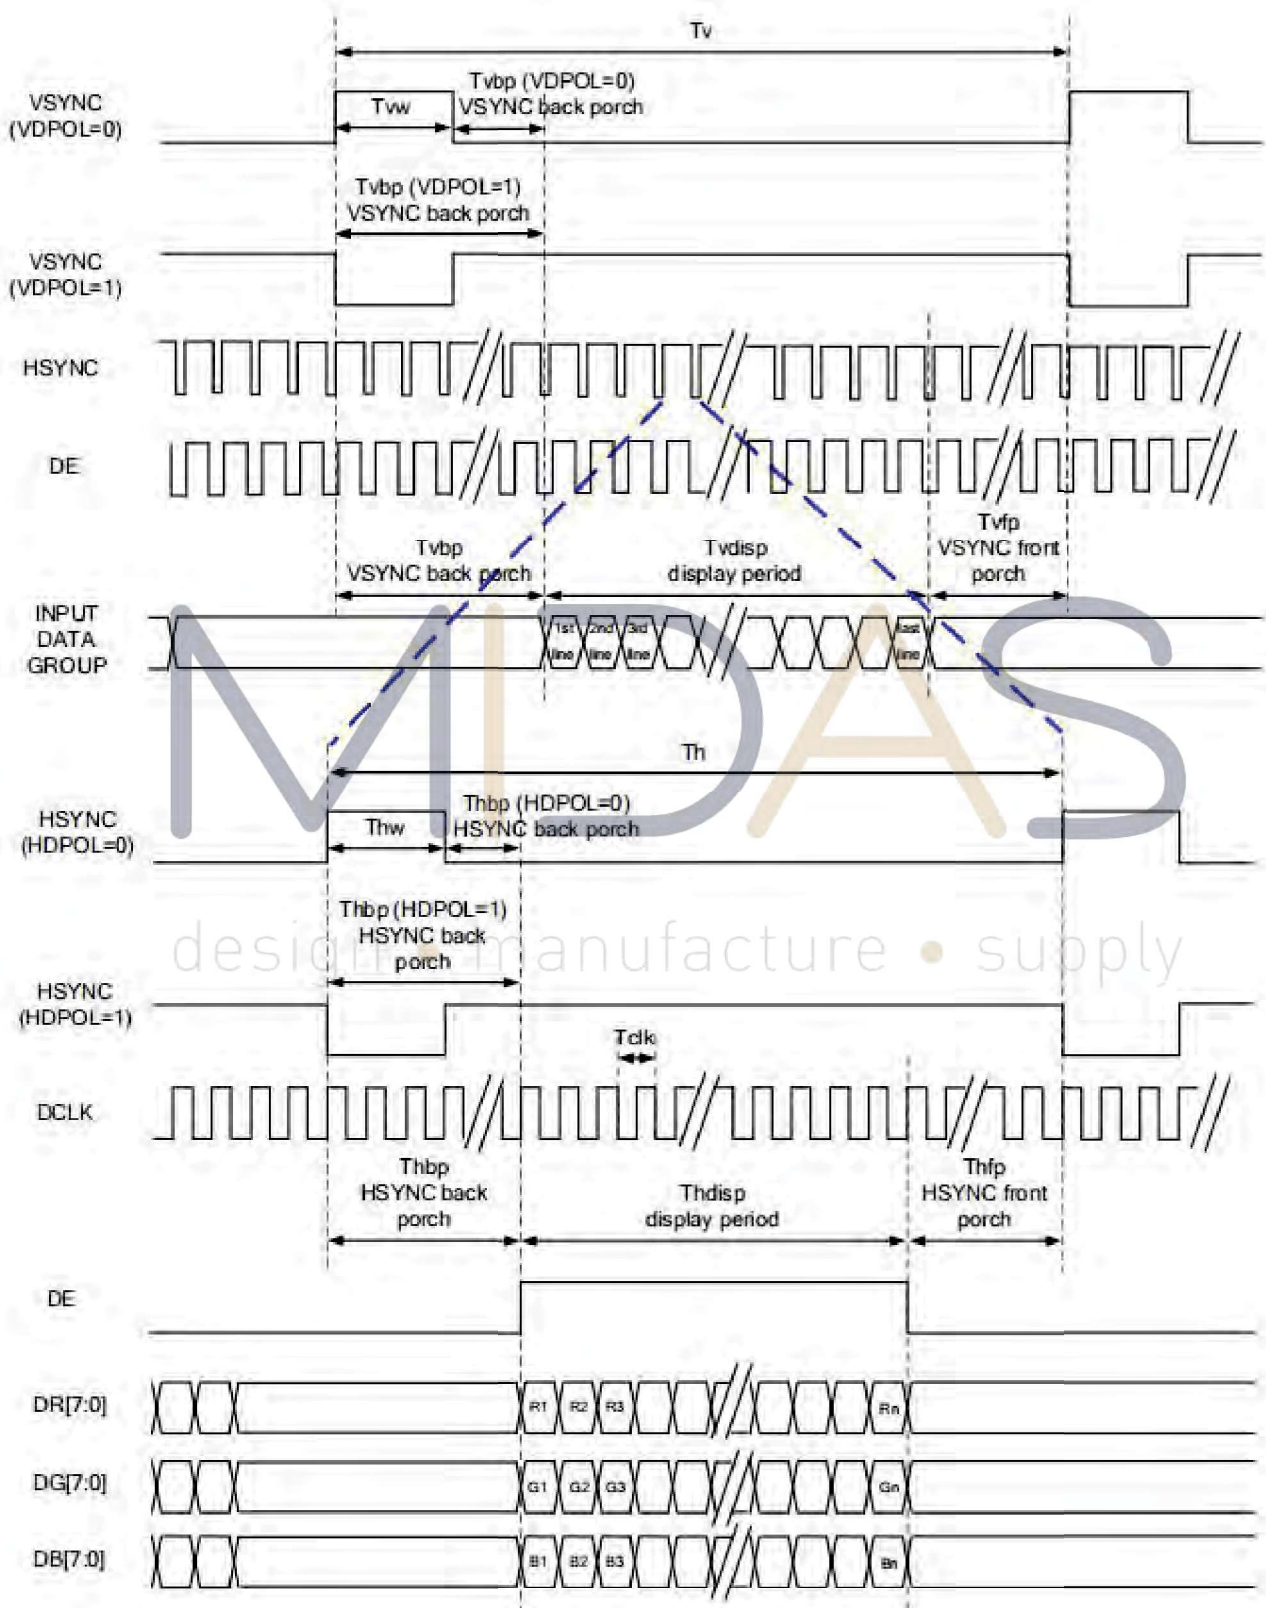 Tv
VSYNC
(VDPOL=0)
Tvw
Tvbp (VDPOL=0)
VSYNC back porch
Tvbp (VDPOL=1)
VSYNC back porch
VSYNC
(VDPOL=1)
HSYNC
DE
Tvbp
VSYNC back porch
Tvdisp
display period
Tvfp
VSYNC front
porch
INPUT
DATA
GROUP
1st
line
2nd
line
3rd
line
last
line
MIDAS
Th
HSYNC
(HDPOL=0)
Thw
Thbp (HDPOL=0)
HSYNC back porch
Thbp (HDPOL=1)
HSYNC back
porch
design • manufacture • supply
HSYNC
(HDPOL=1)
Tclk
DCLK
Thbp
HSYNC back
porch
Thdisp
display period
Thfp
HSYNC front
porch
DE
DR[7:0]
R1 R2 R3 Rn
DG[7:0]
G1 G2 G3 Gn
DB[7:0]
B1 B2 B3 Bn